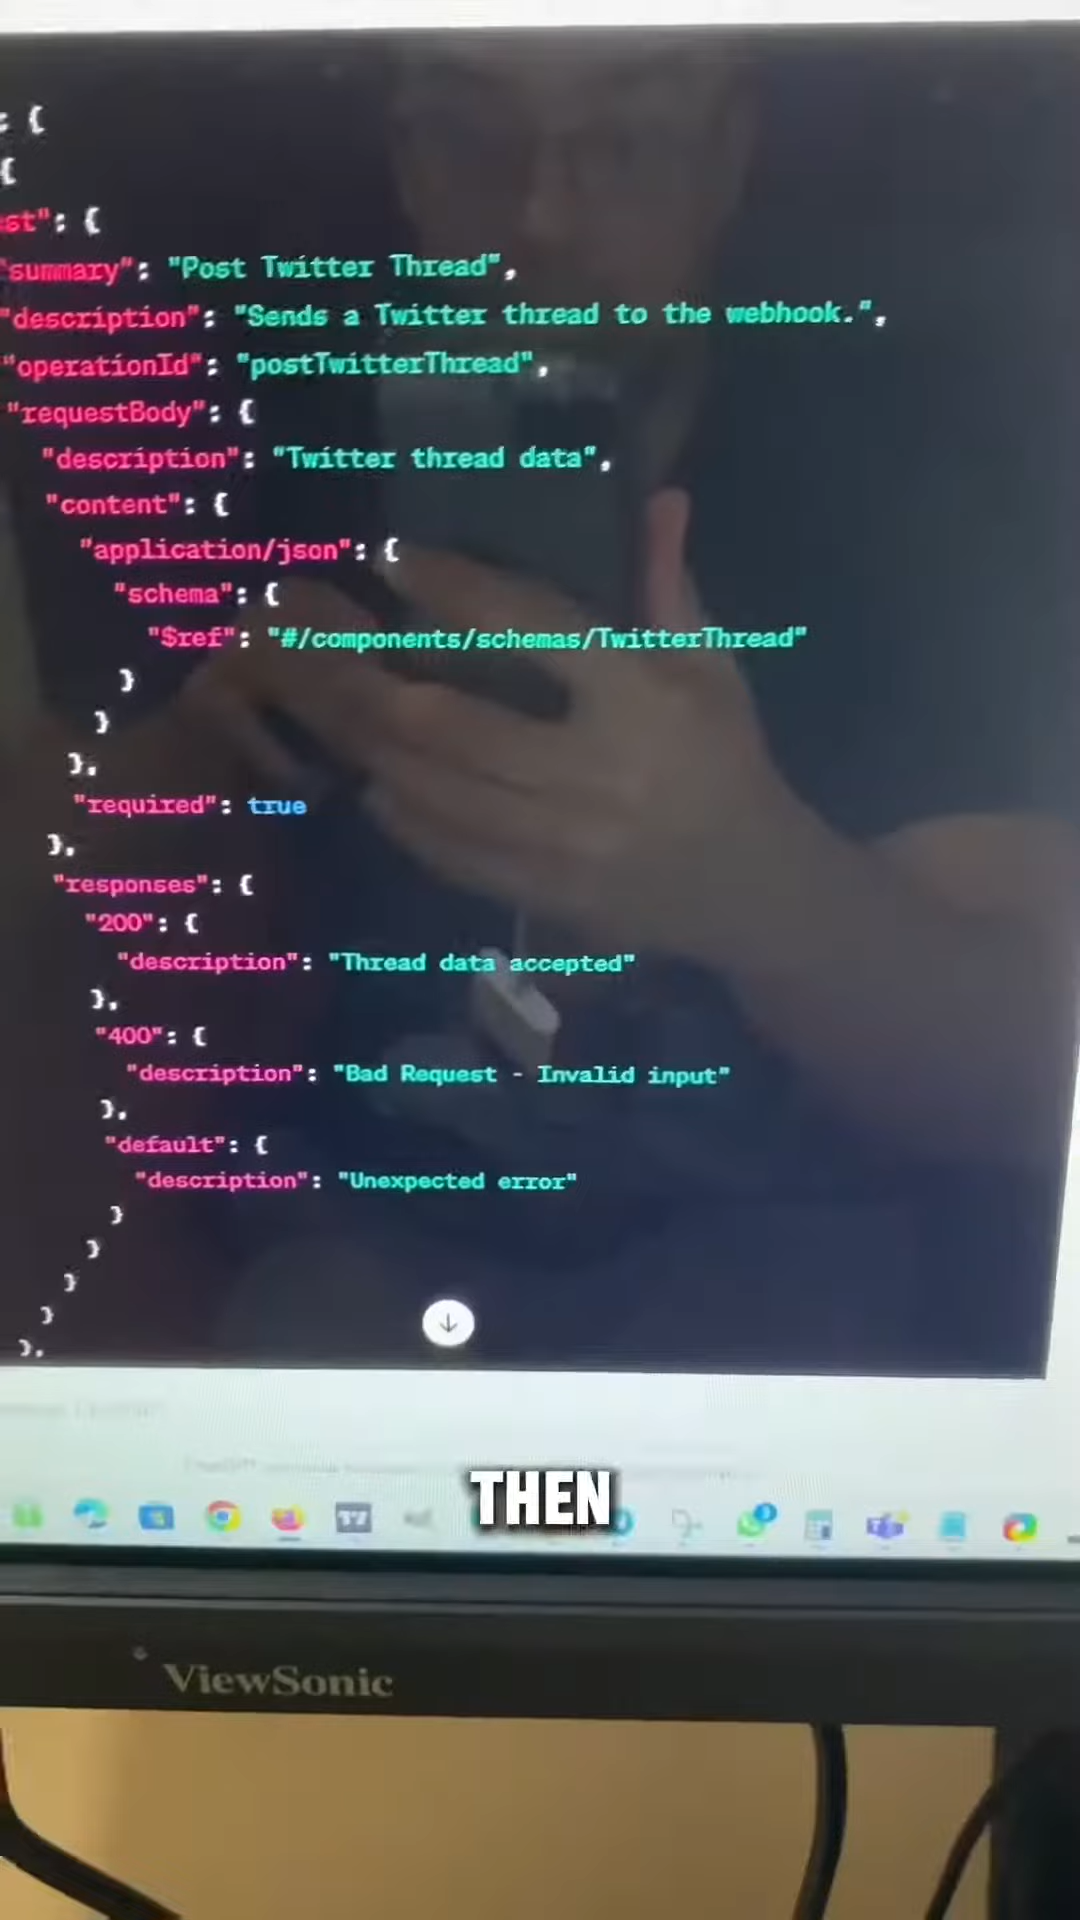 : {
{
st": {
"summary": "Post Twitter Thread",
"description": "Sends a Twitter thread to the webhook.",
"operationId": "postTwitterThread",
"requestBody": {
"description": "Twitter thread data",
"content": {
"application/json": {
"schema": {
"$ref": "#/components/schemas/TwitterThread"
}
}
},
"required": true
},
"responses": {
"200": {
"description": "Thread data accepted"
},
"400": {
"description": "Bad Request - Invalid input"
},
"default": {
"description": "Unexpected error"
}
}
}
}
},
THEN
ViewSonic